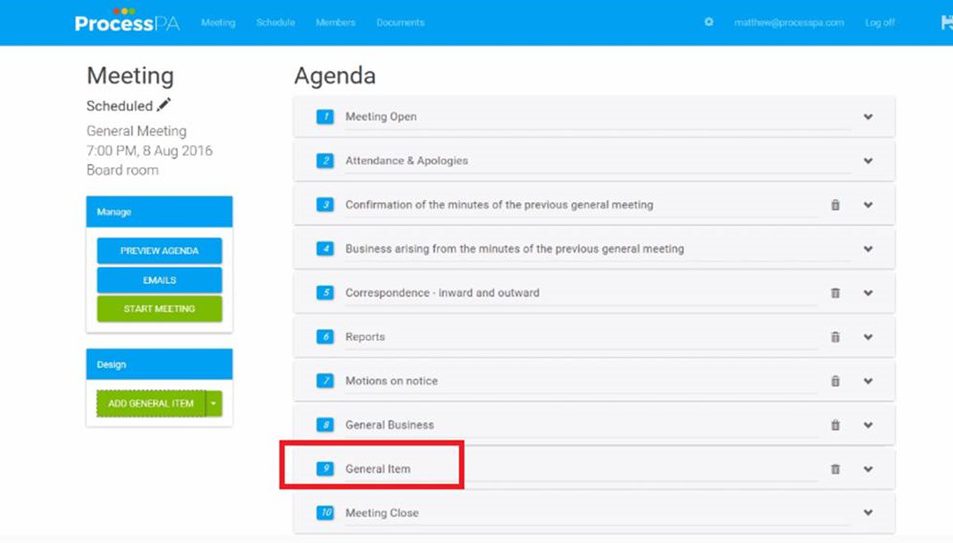 ProcessPA Meeting Schedule Members Documents matthew@processpa.com Log off
Meeting
Scheduled
General Meeting
7:00 PM, 8 Aug 2016
Board room
Manage
PREVIEW AGENDA
EMAILS
START MEETING
Design
ADD GENERAL ITEM
Agenda
1 Meeting Open
2 Attendance & Apologies
3 Confirmation of the minutes of the previous general meeting
4 Business arising from the minutes of the previous general meeting
5 Correspondence - inward and outward
6 Reports
7 Motions on notice
8 General Business
9 General Item
10 Meeting Close